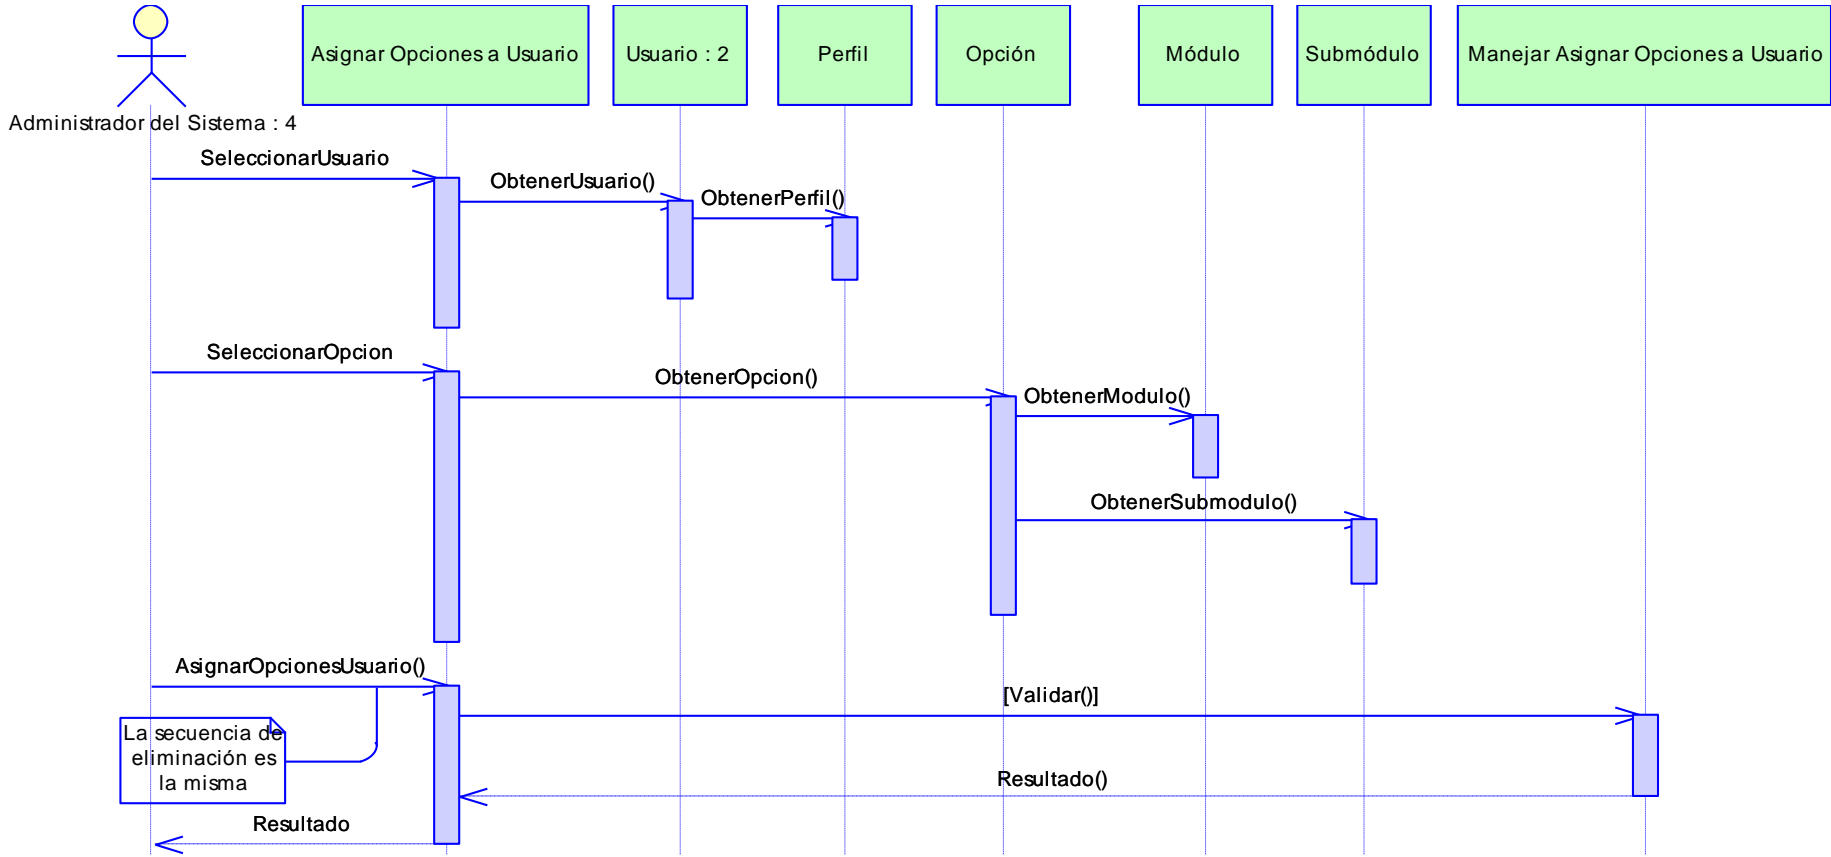 Asignar Opciones a Usuario
Usuario : 2
Perfil
Opción
Módulo
Submódulo
Manejar Asignar Opciones a Usuario
Administrador del Sistema : 4
SeleccionarUsuario
ObtenerUsuario()
ObtenerPerfil()
SeleccionarOpcion
ObtenerOpcion()
ObtenerModulo()
ObtenerSubmodulo()
AsignarOpcionesUsuario()
[Validar()]
La secuencia de
eliminación es
la misma
Resultado()
Resultado